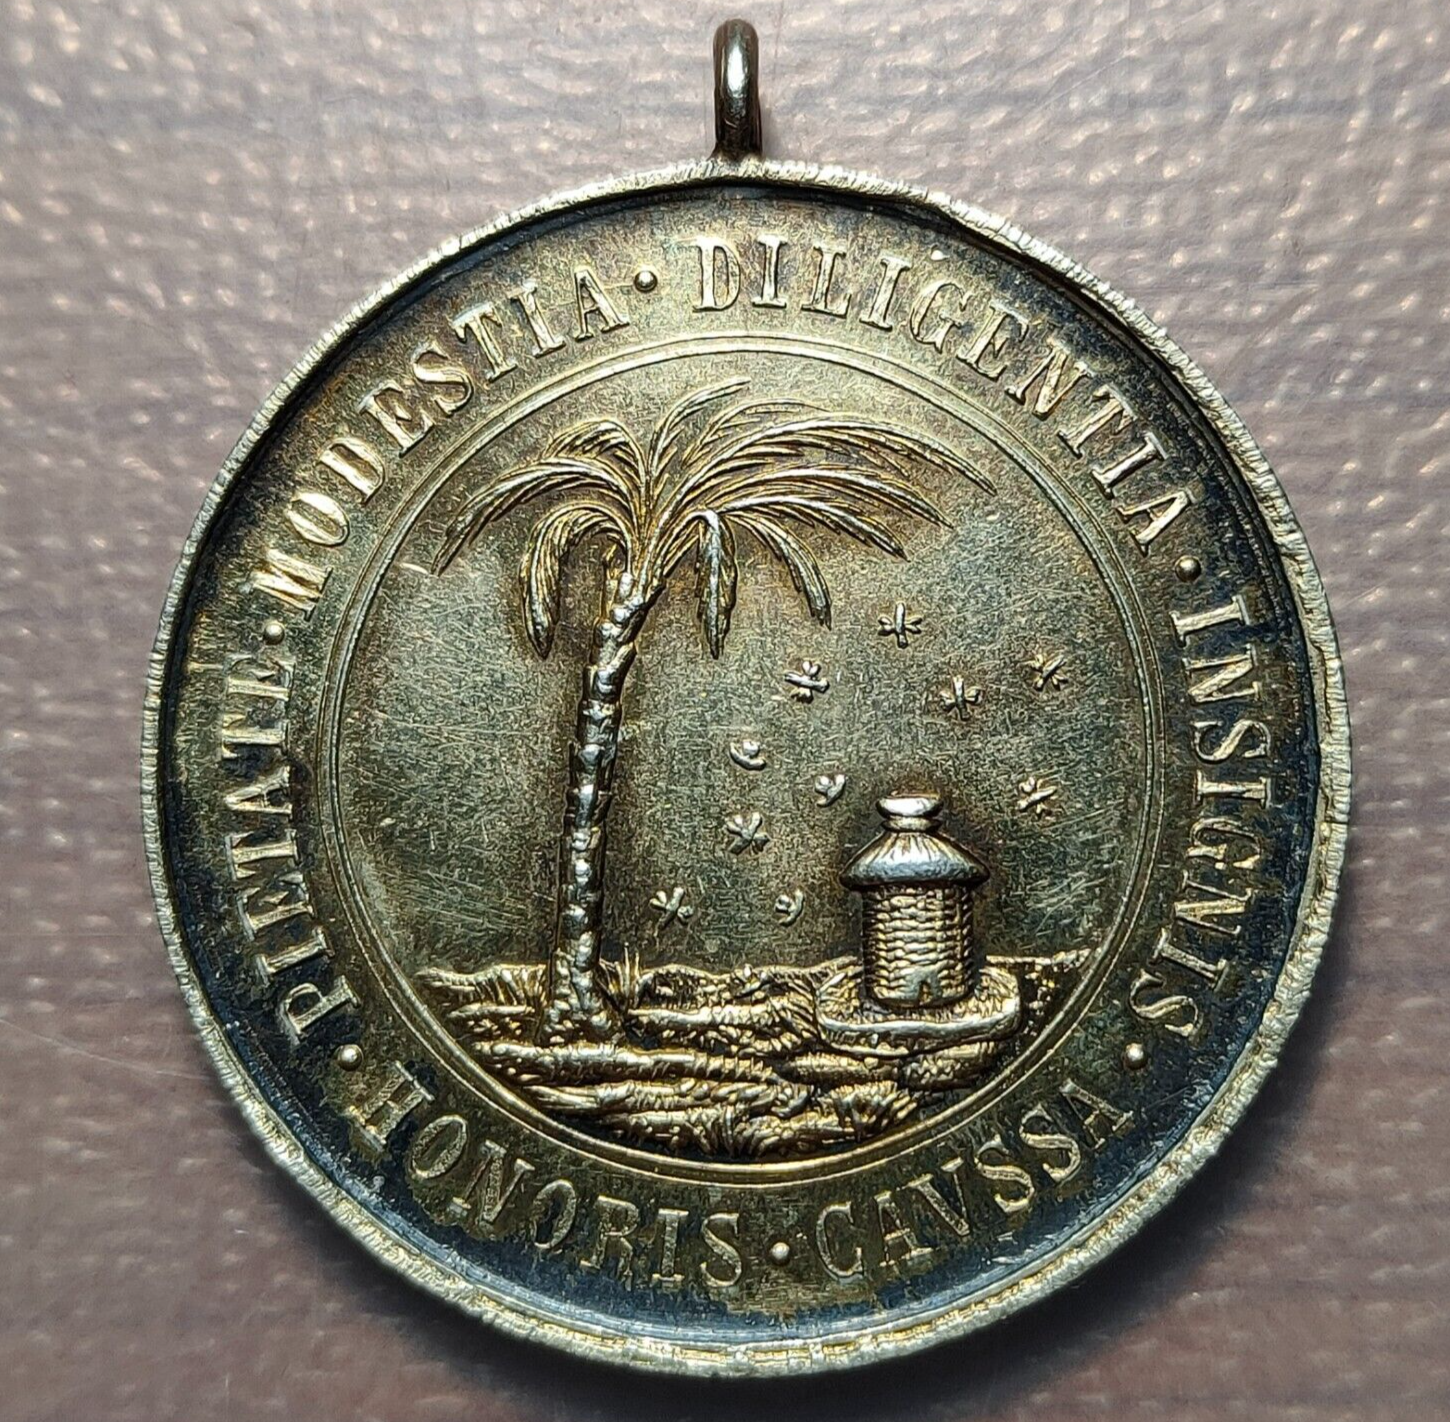 PIETATE · MODESTIA · DILIGENTIA · INSIGNIS ·
HONORIS · CAVSSA